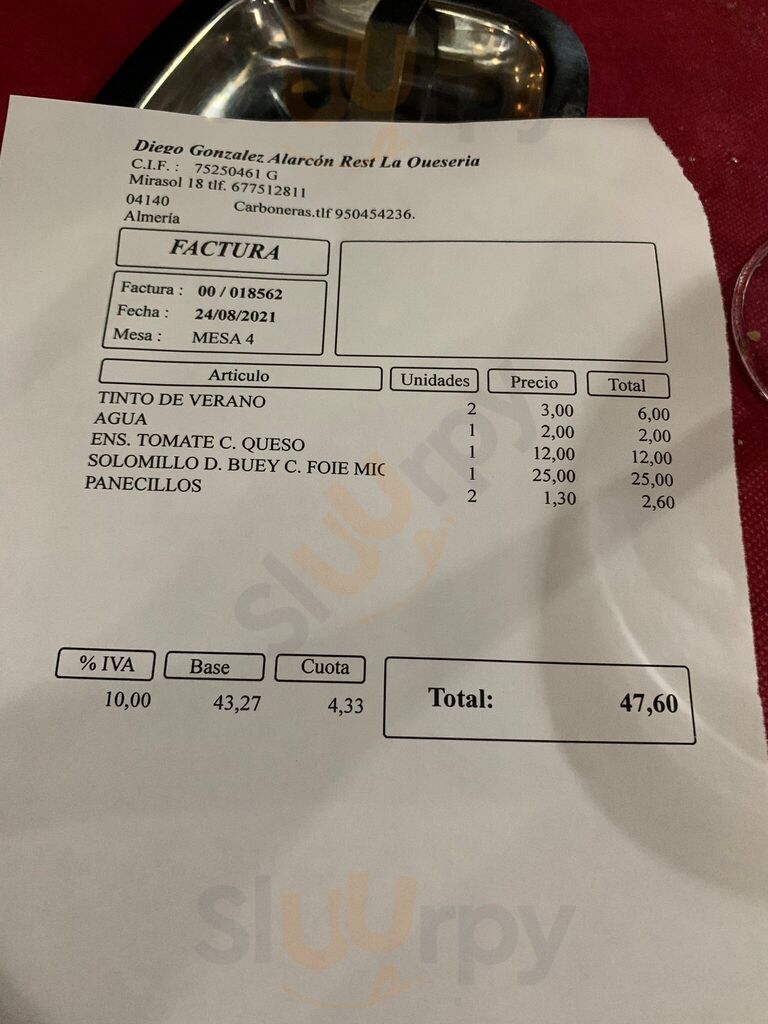 Diego Gonzalez Alarcón Rest La Queseria
C.I.F. : 75250461 G
Mirasol 18 tlf. 677512811
04140 Carboneras.tlf 950454236.
Almería
FACTURA
Factura : 00 / 018562
Fecha : 24/08/2021
Mesa : MESA 4
Articulo Unidades Precio Total
TINTO DE VERANO 2 3,00 6,00
AGUA 1 2,00 2,00
ENS. TOMATE C. QUESO 1 12,00 12,00
SOLOMILLO D. BUEY C. FOIE MIC 1 25,00 25,00
PANECILLOS 2 1,30 2,60
% IVA Base Cuota
10,00 43,27 4,33
Total: 47,60
Sluurpy
Sluurpy
Sluurpy